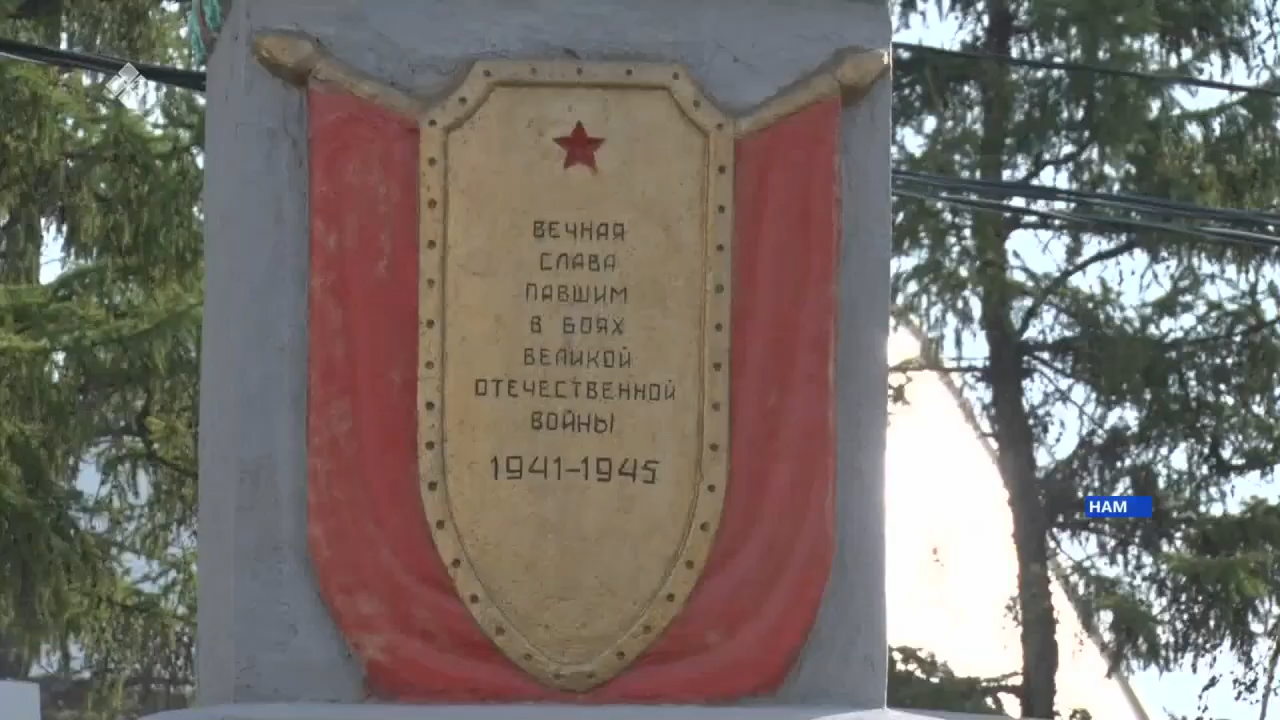 ВЕЧНАЯ
СЛАВА
ПАВШИМ
В БОЯХ
ВЕЛИКОЙ
ОТЕЧЕСТВЕННОЙ
ВОЙНЫ
1941-1945
НАМ